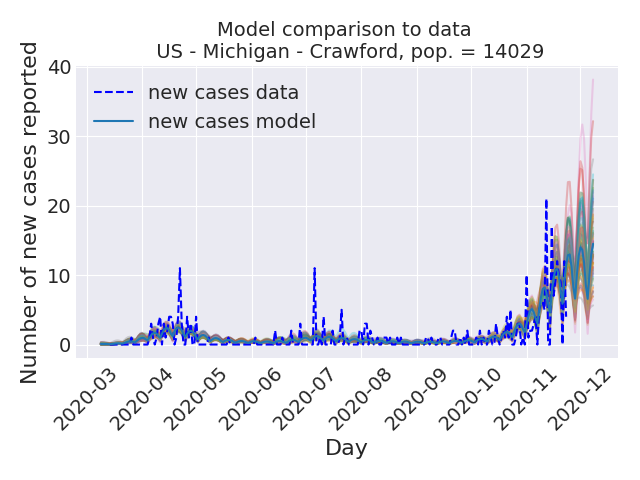 Model comparison to data
US - Michigan - Crawford, pop. = 14029
Number of new cases reported
40
30
20
10
0
new cases data
new cases model
2020-03
2020-04
2020-05
2020-06
2020-07
2020-08
2020-09
2020-10
2020-11
2020-12
Day